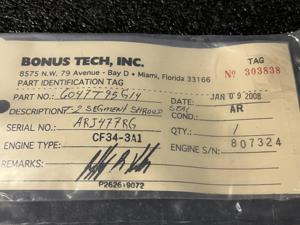 BONUS TECH, INC.
8575 N.W. 79 Avenue - Bay D • Miami, Florida 33166
TAG
PART IDENTIFICATION TAG
No 303838
PART NO.: 6047T95G14
DATE: JAN 09 2008
DESCRIPTION: T-2 SEGMENT SHROUD SEAL
COND.: AR
SERIAL NO.: ARJ477RG
QTY.: 1
ENGINE TYPE: CF34-3A1
ENGINE S/N: 807324
REMARKS:
P2626-9072